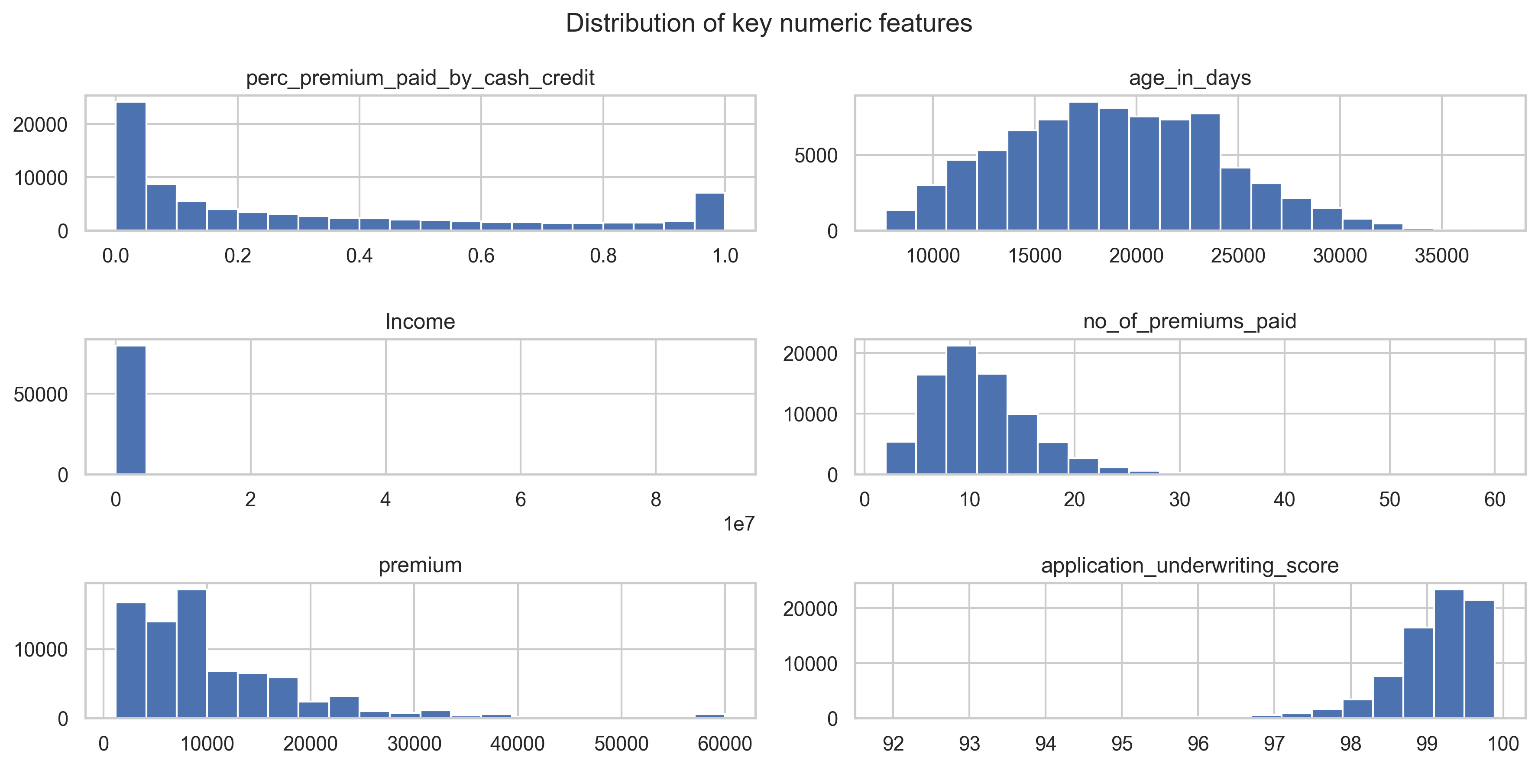 Distribution of key numeric features
perc_premium_paid_by_cash_credit
20000
10000
0
0.0 0.2 0.4 0.6 0.8 1.0
age_in_days
5000
0
10000 15000 20000 25000 30000 35000
Income
50000
0
0 2 4 6 8
1e7
no_of_premiums_paid
20000
10000
0
0 10 20 30 40 50 60
premium
10000
0
0 10000 20000 30000 40000 50000 60000
application_underwriting_score
20000
10000
0
92 93 94 95 96 97 98 99 100